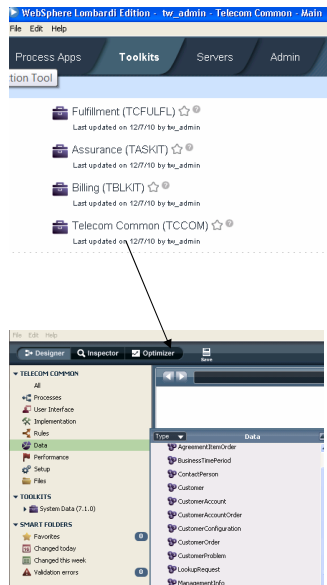 WebSphere Lombardi Edition - tw_admin - Telecom Common - Main
File Edit Help
Process Apps Toolkits Servers Admin
tion Tool
Fulfillment (TCFULFL)
Last updated on 12/7/10 by tw_admin
Assurance (TASKIT)
Last updated on 12/7/10 by tw_admin
Billing (TBLKIT)
Last updated on 12/7/10 by tw_admin
Telecom Common (TCCOM)
Last updated on 12/7/10 by tw_admin
File Edit Help
Designer Inspector Optimizer Save
TELECOM COMMON
All
Processes
User Interface
Implementation
Rules
Data
Performance
Setup
Files
TOOLKITS
System Data (7.1.0)
SMART FOLDERS
Favorites 0
Changed today
Changed this week
Validation errors 0
Type Data
AgreementItemOrder
BusinessTimePeriod
ContactPerson
Customer
CustomerAccount
CustomerAccountOrder
CustomerConfiguration
CustomerOrder
CustomerProblem
LookupRequest
ManagementInfo